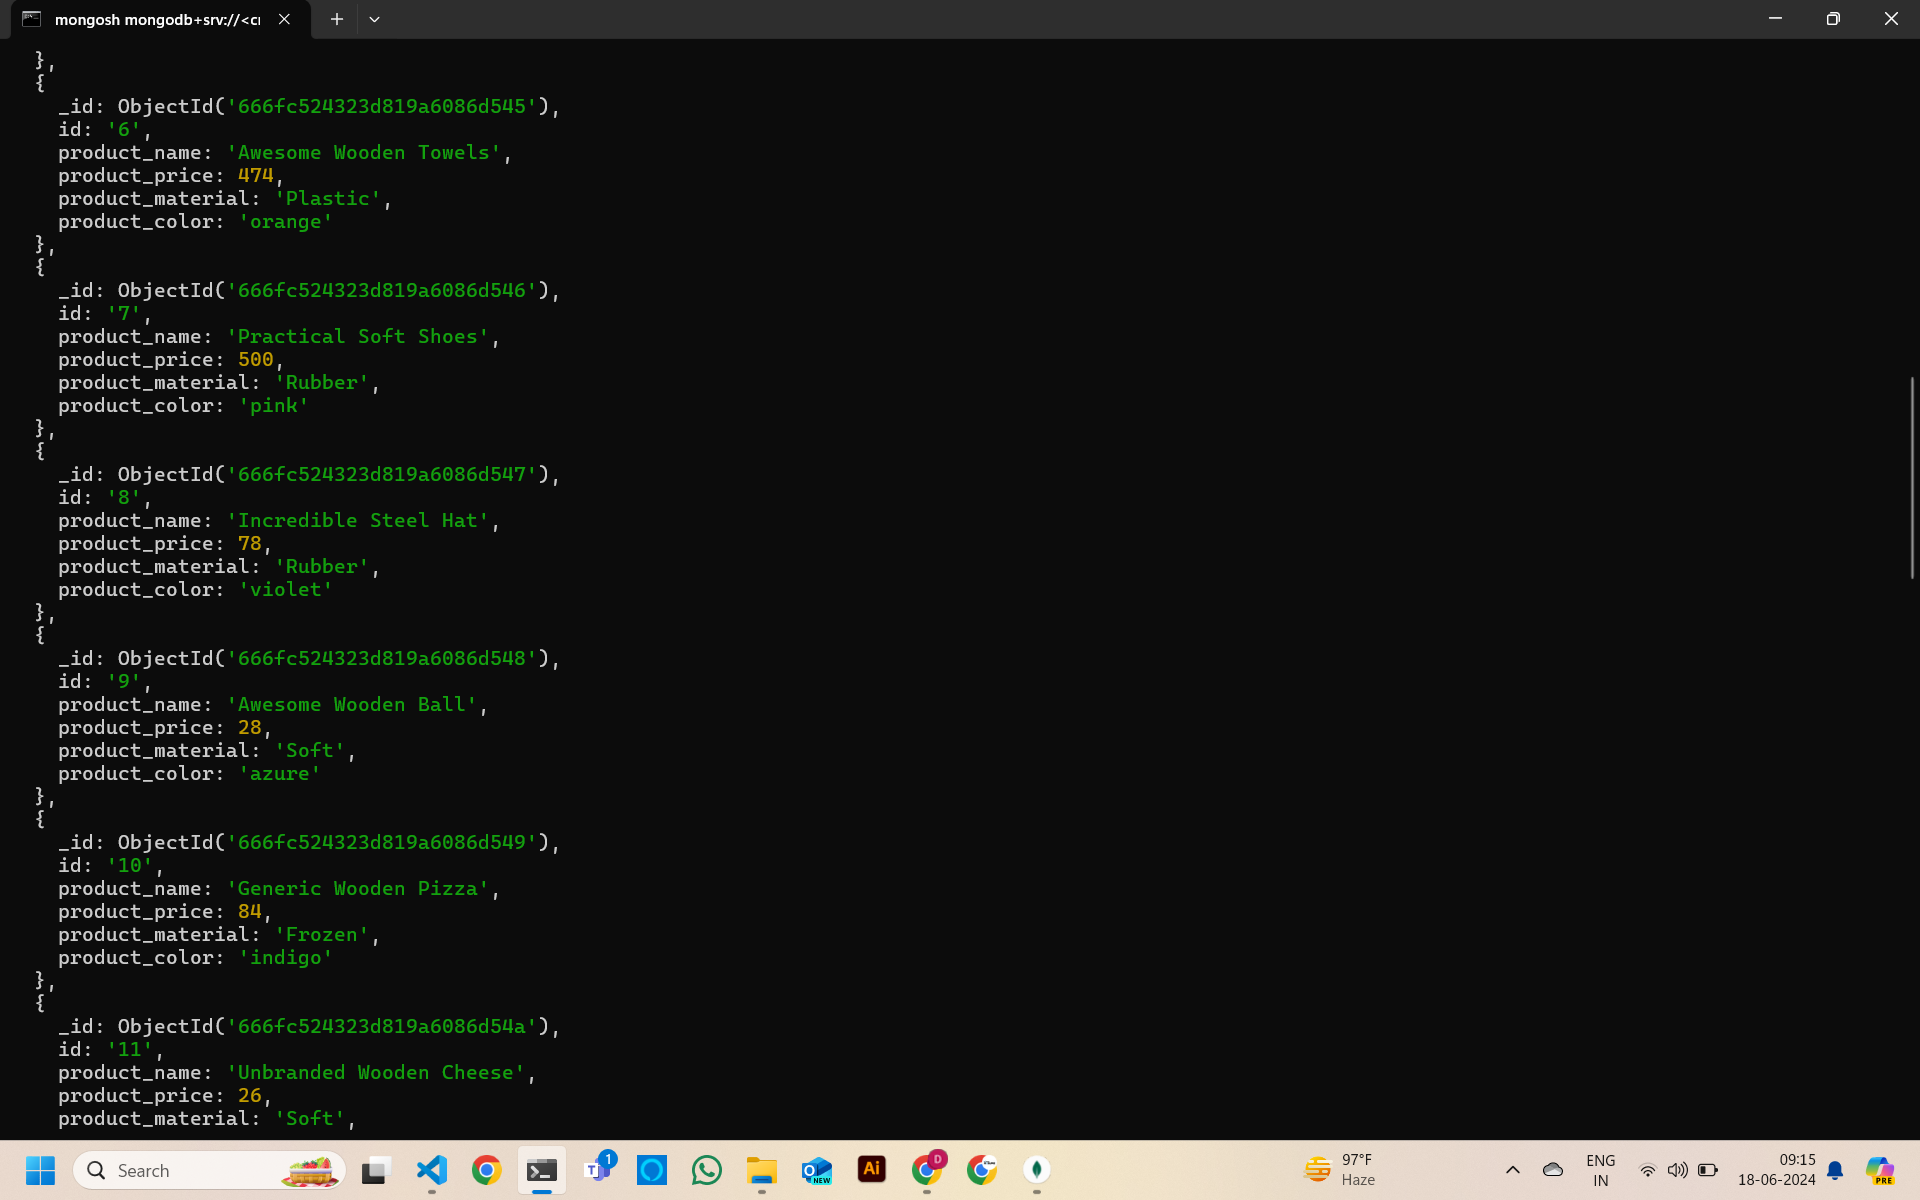 mongosh mongodb+srv://<cr
},
{
_id: ObjectId('666fc524323d819a6086d545'),
id: '6',
product_name: 'Awesome Wooden Towels',
product_price: 474,
product_material: 'Plastic',
product_color: 'orange'
},
{
_id: ObjectId('666fc524323d819a6086d546'),
id: '7',
product_name: 'Practical Soft Shoes',
product_price: 500,
product_material: 'Rubber',
product_color: 'pink'
},
{
_id: ObjectId('666fc524323d819a6086d547'),
id: '8',
product_name: 'Incredible Steel Hat',
product_price: 78,
product_material: 'Rubber',
product_color: 'violet'
},
{
_id: ObjectId('666fc524323d819a6086d548'),
id: '9',
product_name: 'Awesome Wooden Ball',
product_price: 28,
product_material: 'Soft',
product_color: 'azure'
},
{
_id: ObjectId('666fc524323d819a6086d549'),
id: '10',
product_name: 'Generic Wooden Pizza',
product_price: 84,
product_material: 'Frozen',
product_color: 'indigo'
},
{
_id: ObjectId('666fc524323d819a6086d54a'),
id: '11',
product_name: 'Unbranded Wooden Cheese',
product_price: 26,
product_material: 'Soft',
Search
1
T
NEW
Ai
D
97°F
Haze
ENG
IN
09:15
18-06-2024
PRE